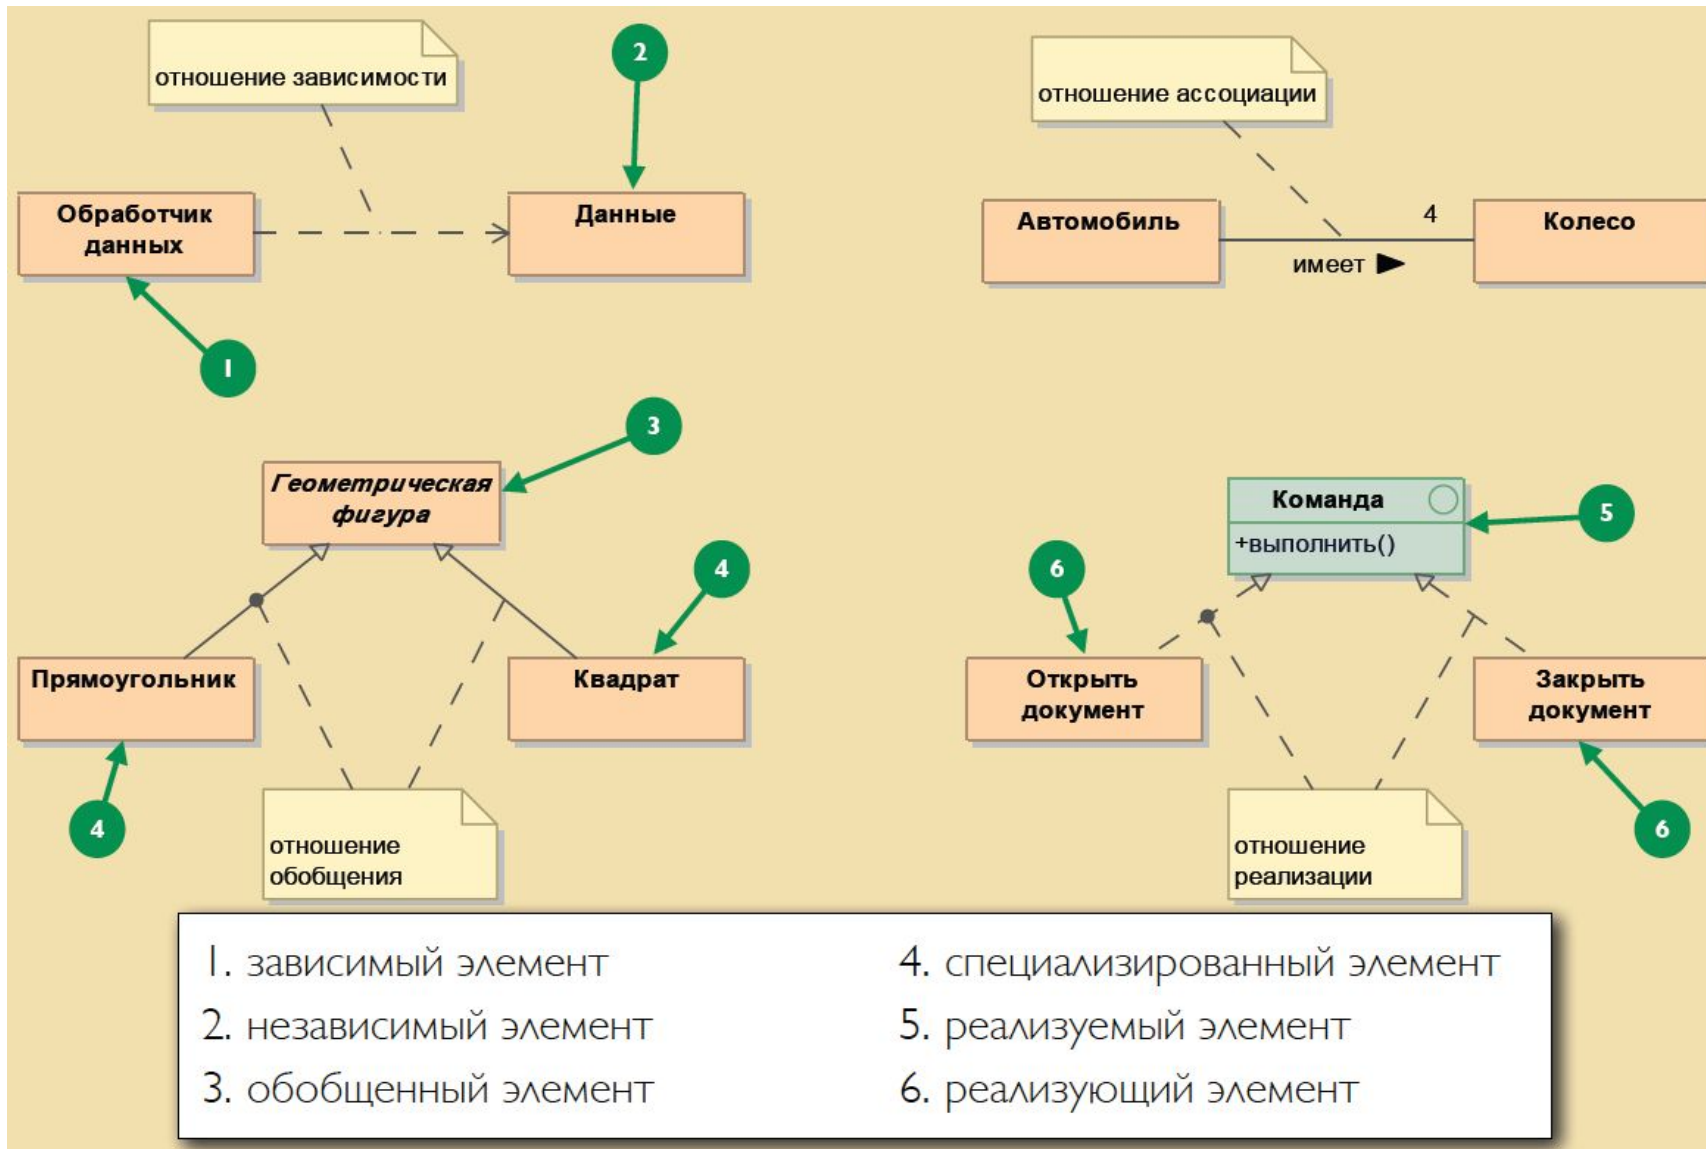 отношение зависимости
2
отношение ассоциации
Обработчик
данных
Данные
Автомобиль
4
имеет
Колесо
1
3
Геометрическая
фигура
4
Команда
+выполнить()
5
6
Прямоугольник
Квадрат
Открыть
документ
Закрыть
документ
4
отношение
обобщения
отношение
реализации
6
1. зависимый элемент
2. независимый элемент
3. обобщенный элемент
4. специализированный элемент
5. реализуемый элемент
6. реализующий элемент